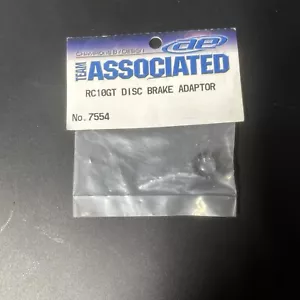 TEAM
ASSOCIATED
RC10GT DISC BRAKE ADAPTOR
No. 7554